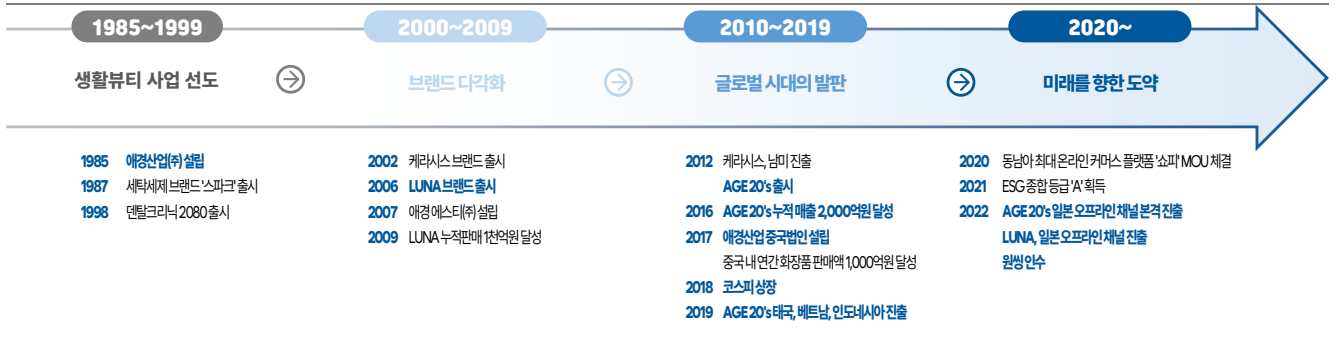 1985~1999
2000~2009
2010~2019
2020~
생활뷰티 사업 선도
브랜드 다각화
글로벌 시대의 발판
미래를 향한 도약
1985 애경산업(주) 설립
1987 세탁세제 브랜드 '스파크' 출시
1998 덴탈크리닉 2080 출시
2002 케라시스 브랜드 출시
2006 LUNA 브랜드 출시
2007 애경에스티(주) 설립
2009 LUNA 누적판매 1천억원 달성
2012 케라시스, 남미 진출
AGE 20's 출시
2016 AGE 20's 누적 매출 2,000억원 달성
2017 애경산업 중국법인 설립
중국 내 연간 화장품 판매액 1,000억원 달성
2018 코스피 상장
2019 AGE 20's 태국, 베트남, 인도네시아 진출
2020 동남아 최대 온라인 커머스 플랫폼 '쇼피' MOU 체결
2021 ESG 종합 등급 'A' 획득
2022 AGE 20's 일본 오프라인 채널 본격 진출
LUNA, 일본 오프라인 채널 진출
원씽 인수